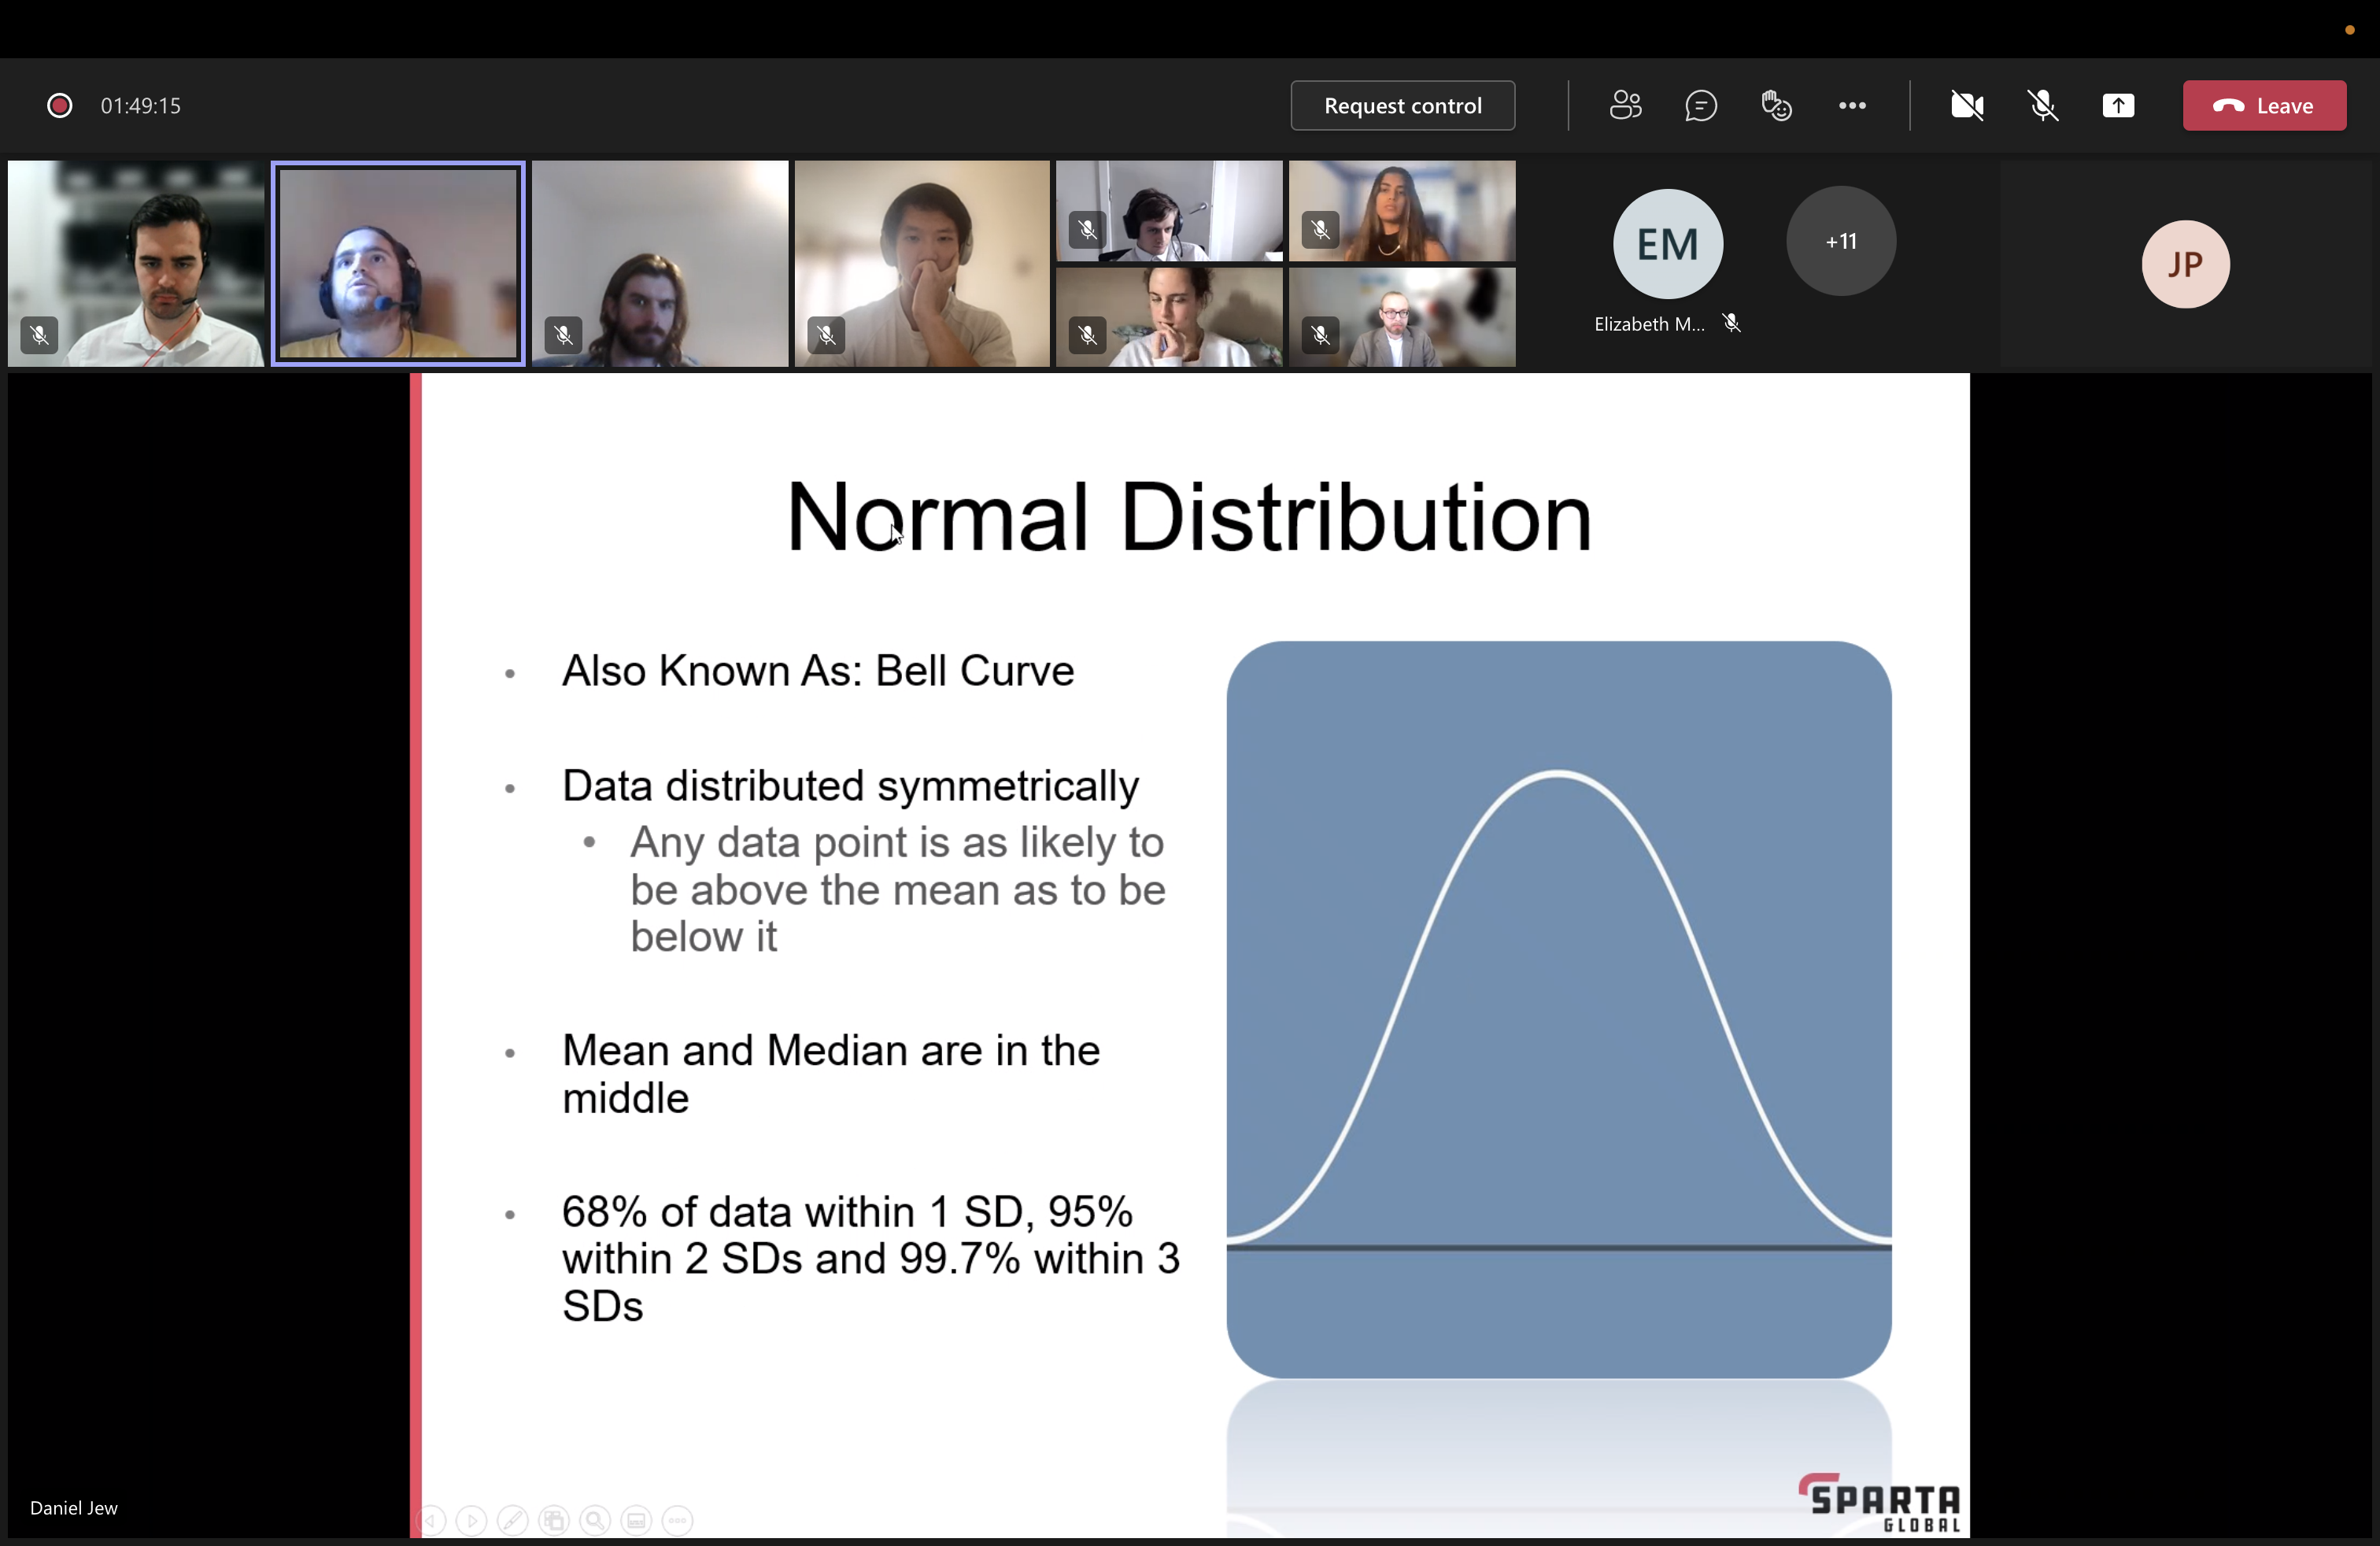 01:49:15
Request control
Leave
EM
+11
JP
Elizabeth M...
Normal Distribution
Also Known As: Bell Curve
Data distributed symmetrically
Any data point is as likely to
be above the mean as to be
below it
Mean and Median are in the
middle
68% of data within 1 SD, 95%
within 2 SDs and 99.7% within 3
SDs
SPARTA
GLOBAL
Daniel Jew